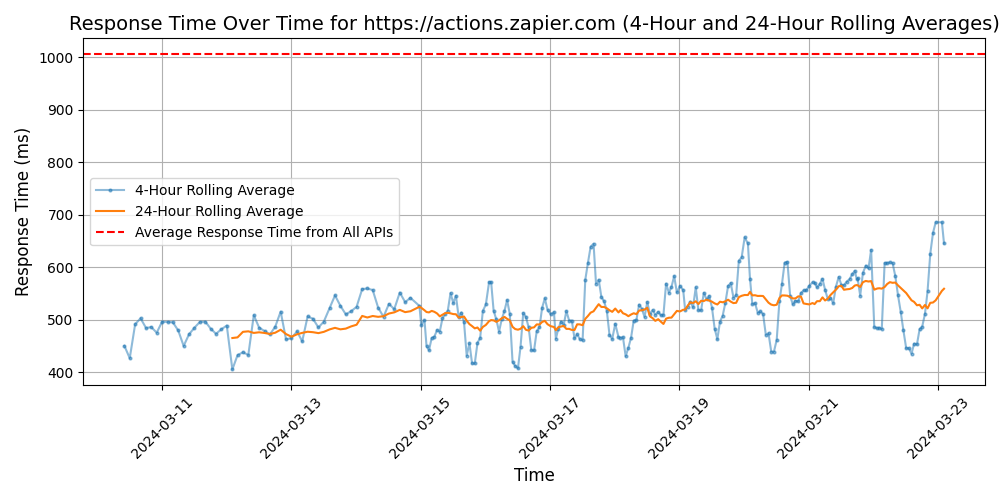 Response Time Over Time for https://actions.zapier.com (4-Hour and 24-Hour Rolling Averages)
Response Time (ms)
1000
900
800
700
600
500
400
4-Hour Rolling Average
24-Hour Rolling Average
Average Response Time from All APIs
2024-03-11
2024-03-13
2024-03-15
2024-03-17
2024-03-19
2024-03-21
2024-03-23
Time